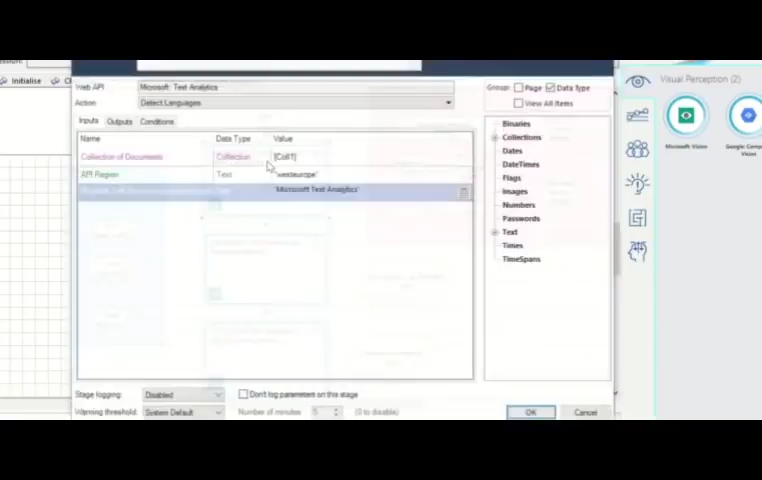 Initialise
Web API
Microsoft: Text Analytics
Group: Page Data Type
Action
Detect Languages
View All Items
Inputs
Outputs
Conditions
Name
Data Type
Value
Collection of Documents
Collection
[Coll1]
API Region
Text
"westeurope"
"Microsoft Text Analytics"
Binaries
Collections
Dates
DateTimes
Flags
Images
Numbers
Passwords
Text
Times
TimeSpans
Stage logging:
Disabled
Don't log parameters on this stage
Warning threshold:
System Default
Number of minutes
5
(0 to disable)
OK
Cancel
Visual Perception (2)
Microsoft Vision
Google: Comp
Vision